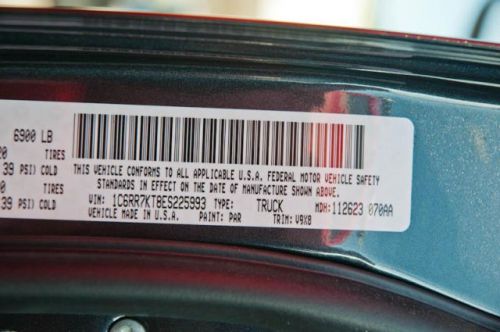 6900 LB
TIRES
39 PSI) COLD
TIRES
39 PSI) COLD
THIS VEHICLE CONFORMS TO ALL APPLICABLE U.S.A. FEDERAL MOTOR VEHICLE SAFETY
STANDARDS IN EFFECT ON THE DATE OF MANUFACTURE SHOWN ABOVE.
VIN: 1C6RR7KT8ES225993 TYPE: TRUCK MDH: 112623 070AA
VEHICLE MADE IN U.S.A. PAINT: PAR TRIM: V9X8